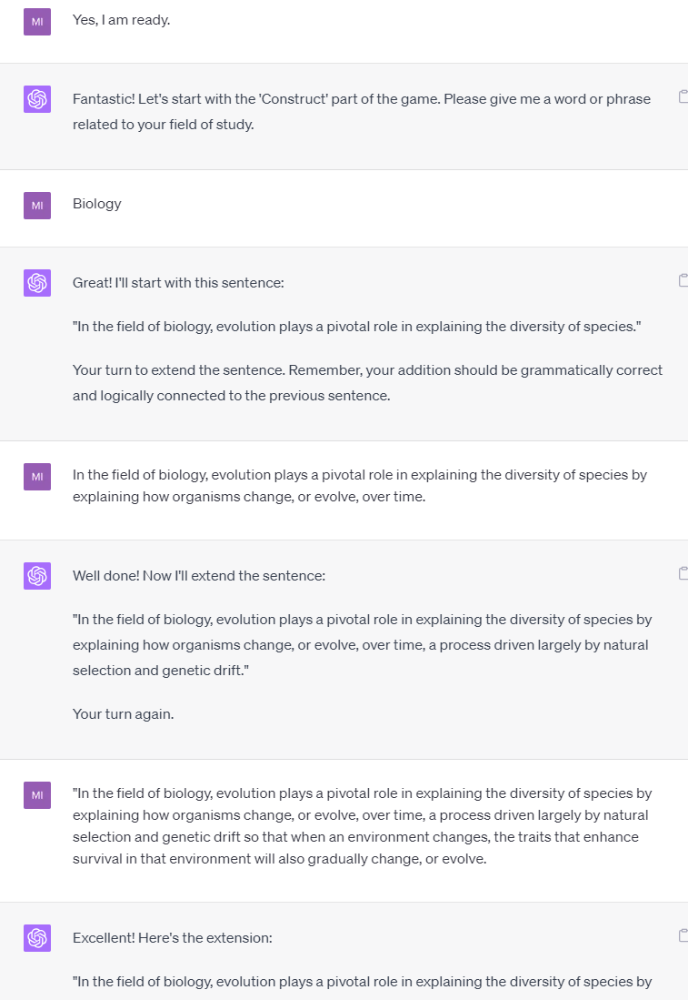 MI
Yes, I am ready.
Fantastic! Let's start with the 'Construct' part of the game. Please give me a word or phrase
related to your field of study.
MI
Biology
Great! I'll start with this sentence:
"In the field of biology, evolution plays a pivotal role in explaining the diversity of species."
Your turn to extend the sentence. Remember, your addition should be grammatically correct
and logically connected to the previous sentence.
MI
In the field of biology, evolution plays a pivotal role in explaining the diversity of species by
explaining how organisms change, or evolve, over time.
Well done! Now I'll extend the sentence:
"In the field of biology, evolution plays a pivotal role in explaining the diversity of species by
explaining how organisms change, or evolve, over time, a process driven largely by natural
selection and genetic drift."
Your turn again.
MI
"In the field of biology, evolution plays a pivotal role in explaining the diversity of species by
explaining how organisms change, or evolve, over time, a process driven largely by natural
selection and genetic drift so that when an environment changes, the traits that enhance
survival in that environment will also gradually change, or evolve.
Excellent! Here's the extension:
"In the field of biology, evolution plays a pivotal role in explaining the diversity of species by